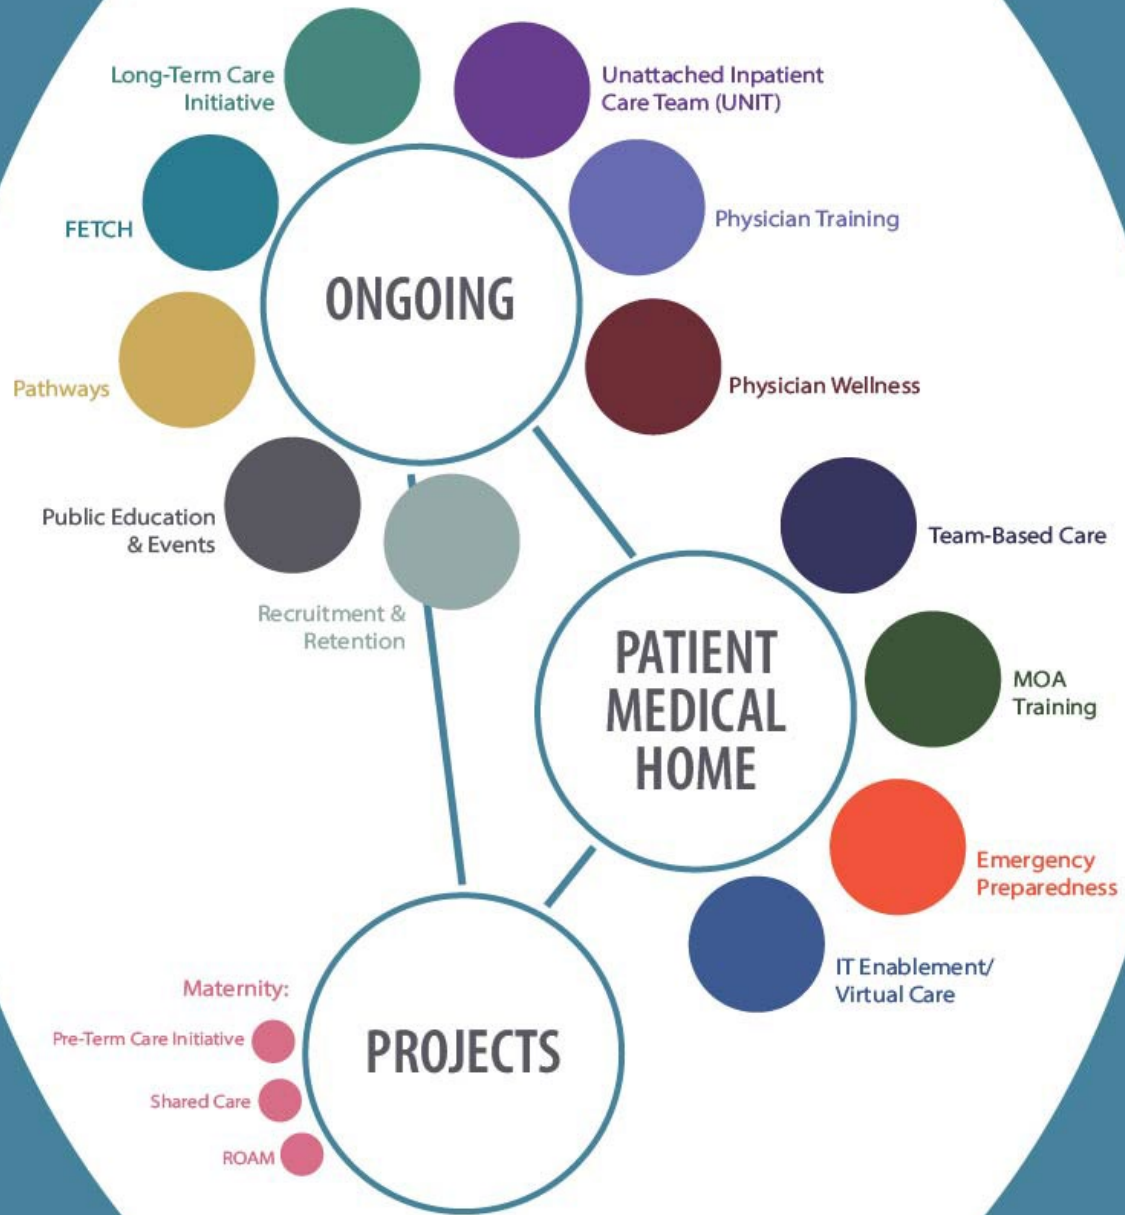 Long-Term Care
Initiative
Unattached Inpatient
Care Team (UNIT)
FETCH
Physician Training
ONGOING
Pathways
Physician Wellness
Public Education
& Events
Team-Based Care
Recruitment &
Retention
PATIENT
MEDICAL
HOME
MOA
Training
Emergency
Preparedness
IT Enablement/
Virtual Care
Maternity:
Pre-Term Care Initiative
Shared Care
ROAM
PROJECTS